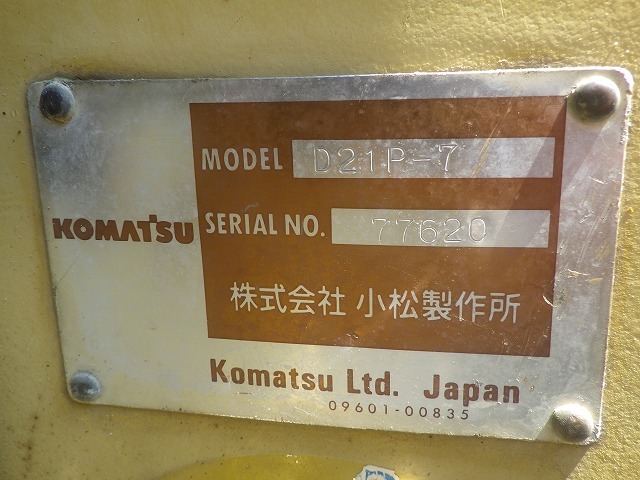 MODEL D21P-7
KOMATSU
SERIAL NO. 77620
株式会社 小松製作所
Komatsu Ltd. Japan
09601-00835